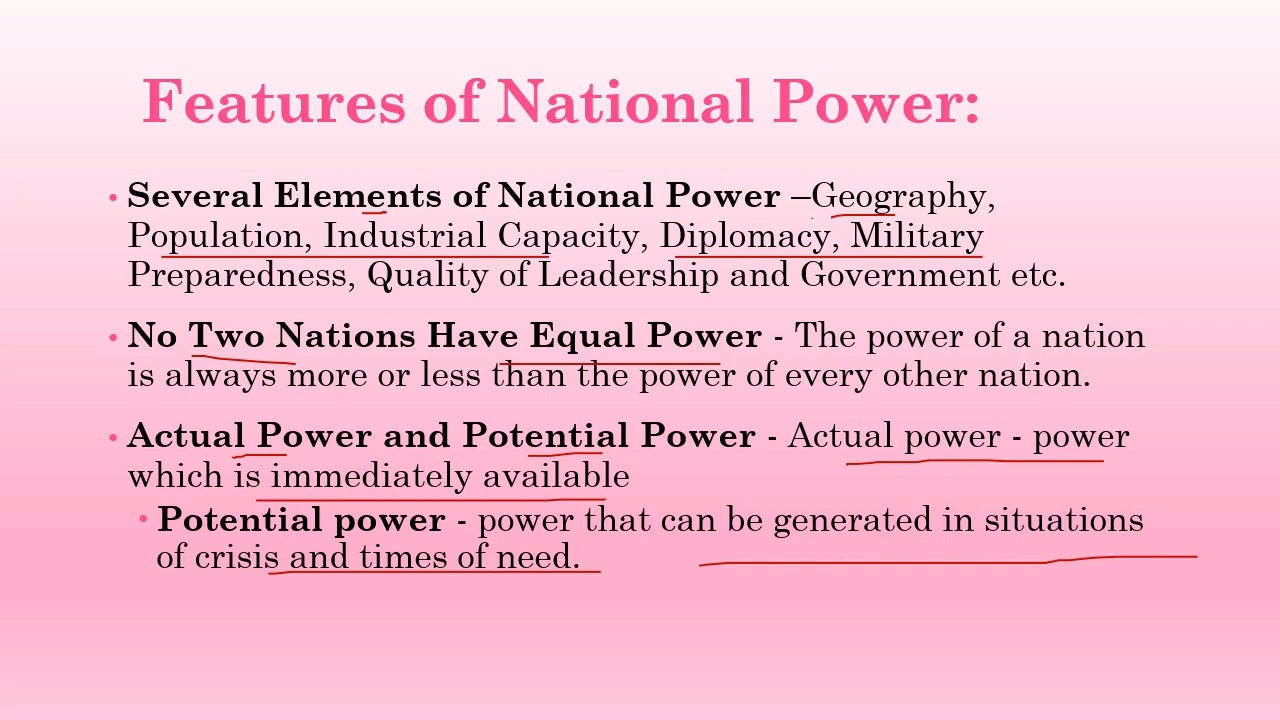 Features of National Power:
• Several Elements of National Power –Geography,
Population, Industrial Capacity, Diplomacy, Military
Preparedness, Quality of Leadership and Government etc.
• No Two Nations Have Equal Power - The power of a nation
is always more or less than the power of every other nation.
• Actual Power and Potential Power - Actual power - power
which is immediately available
• Potential power - power that can be generated in situations
of crisis and times of need.